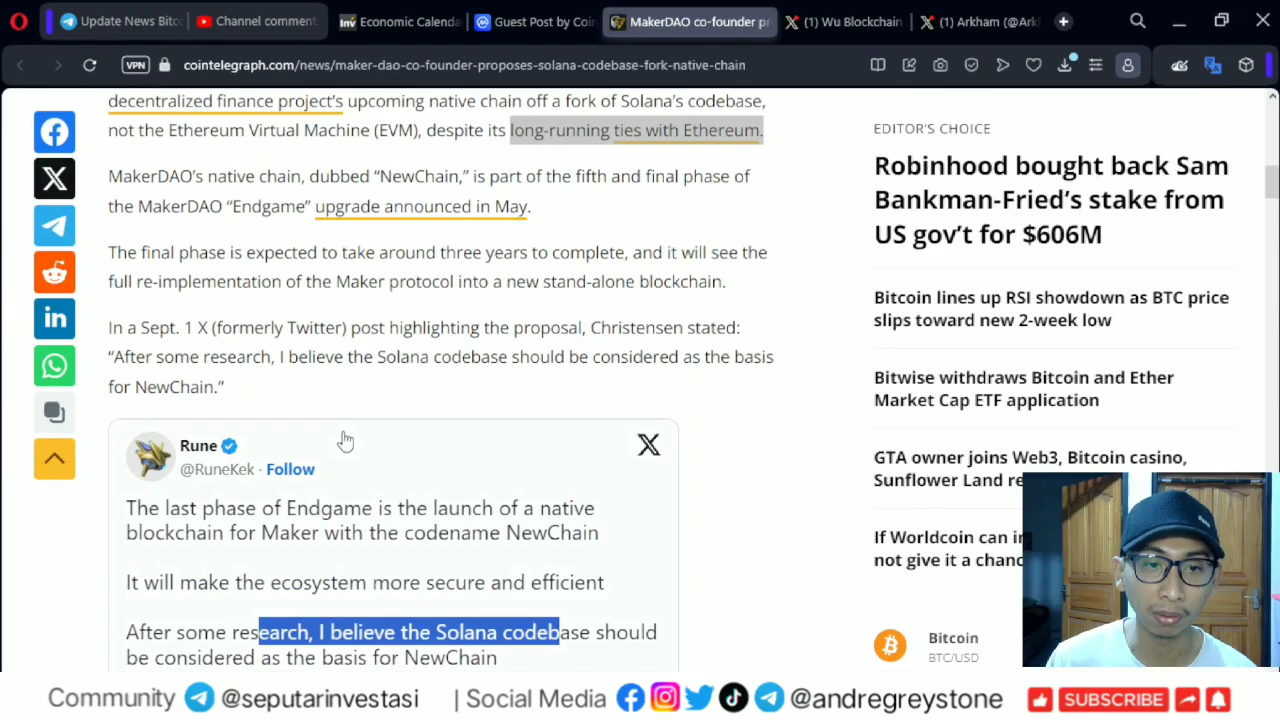 Update News Bitc
Channel comment
Inv Economic Calenda
Guest Post by Coin
MakerDAO co-founder pr
(1) Wu Blockchain
(1) Arkham (@Ark
VPN
cointelegraph.com/news/maker-dao-co-founder-proposes-solana-codebase-fork-native-chain
decentralized finance project's upcoming native chain off a fork of Solana's codebase,
not the Ethereum Virtual Machine (EVM), despite its long-running ties with Ethereum.
MakerDAO's native chain, dubbed “NewChain,” is part of the fifth and final phase of
the MakerDAO “Endgame” upgrade announced in May.
The final phase is expected to take around three years to complete, and it will see the
full re-implementation of the Maker protocol into a new stand-alone blockchain.
In a Sept. 1 X (formerly Twitter) post highlighting the proposal, Christensen stated:
“After some research, I believe the Solana codebase should be considered as the basis
for NewChain.”
Rune
@RuneKek · Follow
The last phase of Endgame is the launch of a native
blockchain for Maker with the codename NewChain
It will make the ecosystem more secure and efficient
After some research, I believe the Solana codebase should
be considered as the basis for NewChain
EDITOR'S CHOICE
Robinhood bought back Sam
Bankman-Fried's stake from
US gov't for $606M
Bitcoin lines up RSI showdown as BTC price
slips toward new 2-week low
Bitwise withdraws Bitcoin and Ether
Market Cap ETF application
GTA owner joins Web3, Bitcoin casino,
Sunflower Land
If Worldcoin can
not give it a
Bitcoin
BTC/USD
Community @seputarinvestasi | Social Media @andregreystone SUBSCRIBE